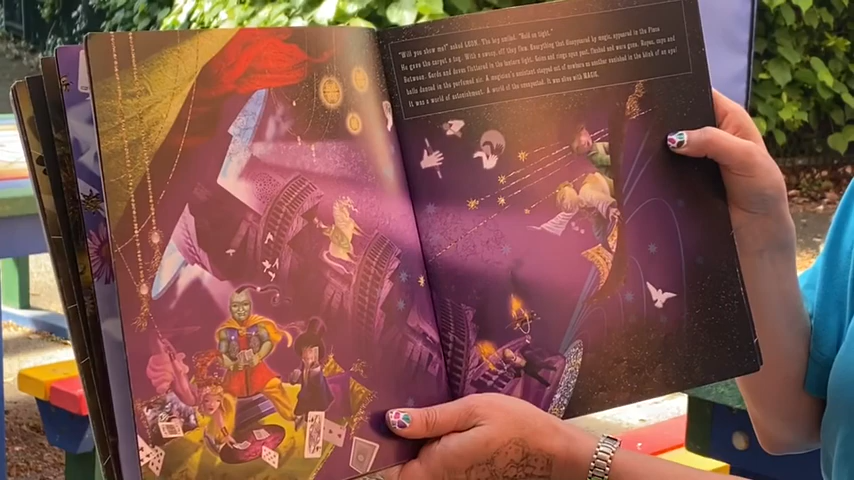 "Will you show me?" asked LEON. The boy smiled. "Hold on tight."
He gave the carpet a tug. With a swoosh, off they flew. Everything that disappeared by magic, appeared in the Place
Between. Cards and doves fluttered in the lantern light. Coins and rings spun past, flashed and were gone. Hoops, cups and
balls danced in the perfumed air. A magician's assistant stepped out of nowhere as another vanished in the blink of an eye!
It was a world of astonishment. A world of the unexpected. It was alive with MAGIC.